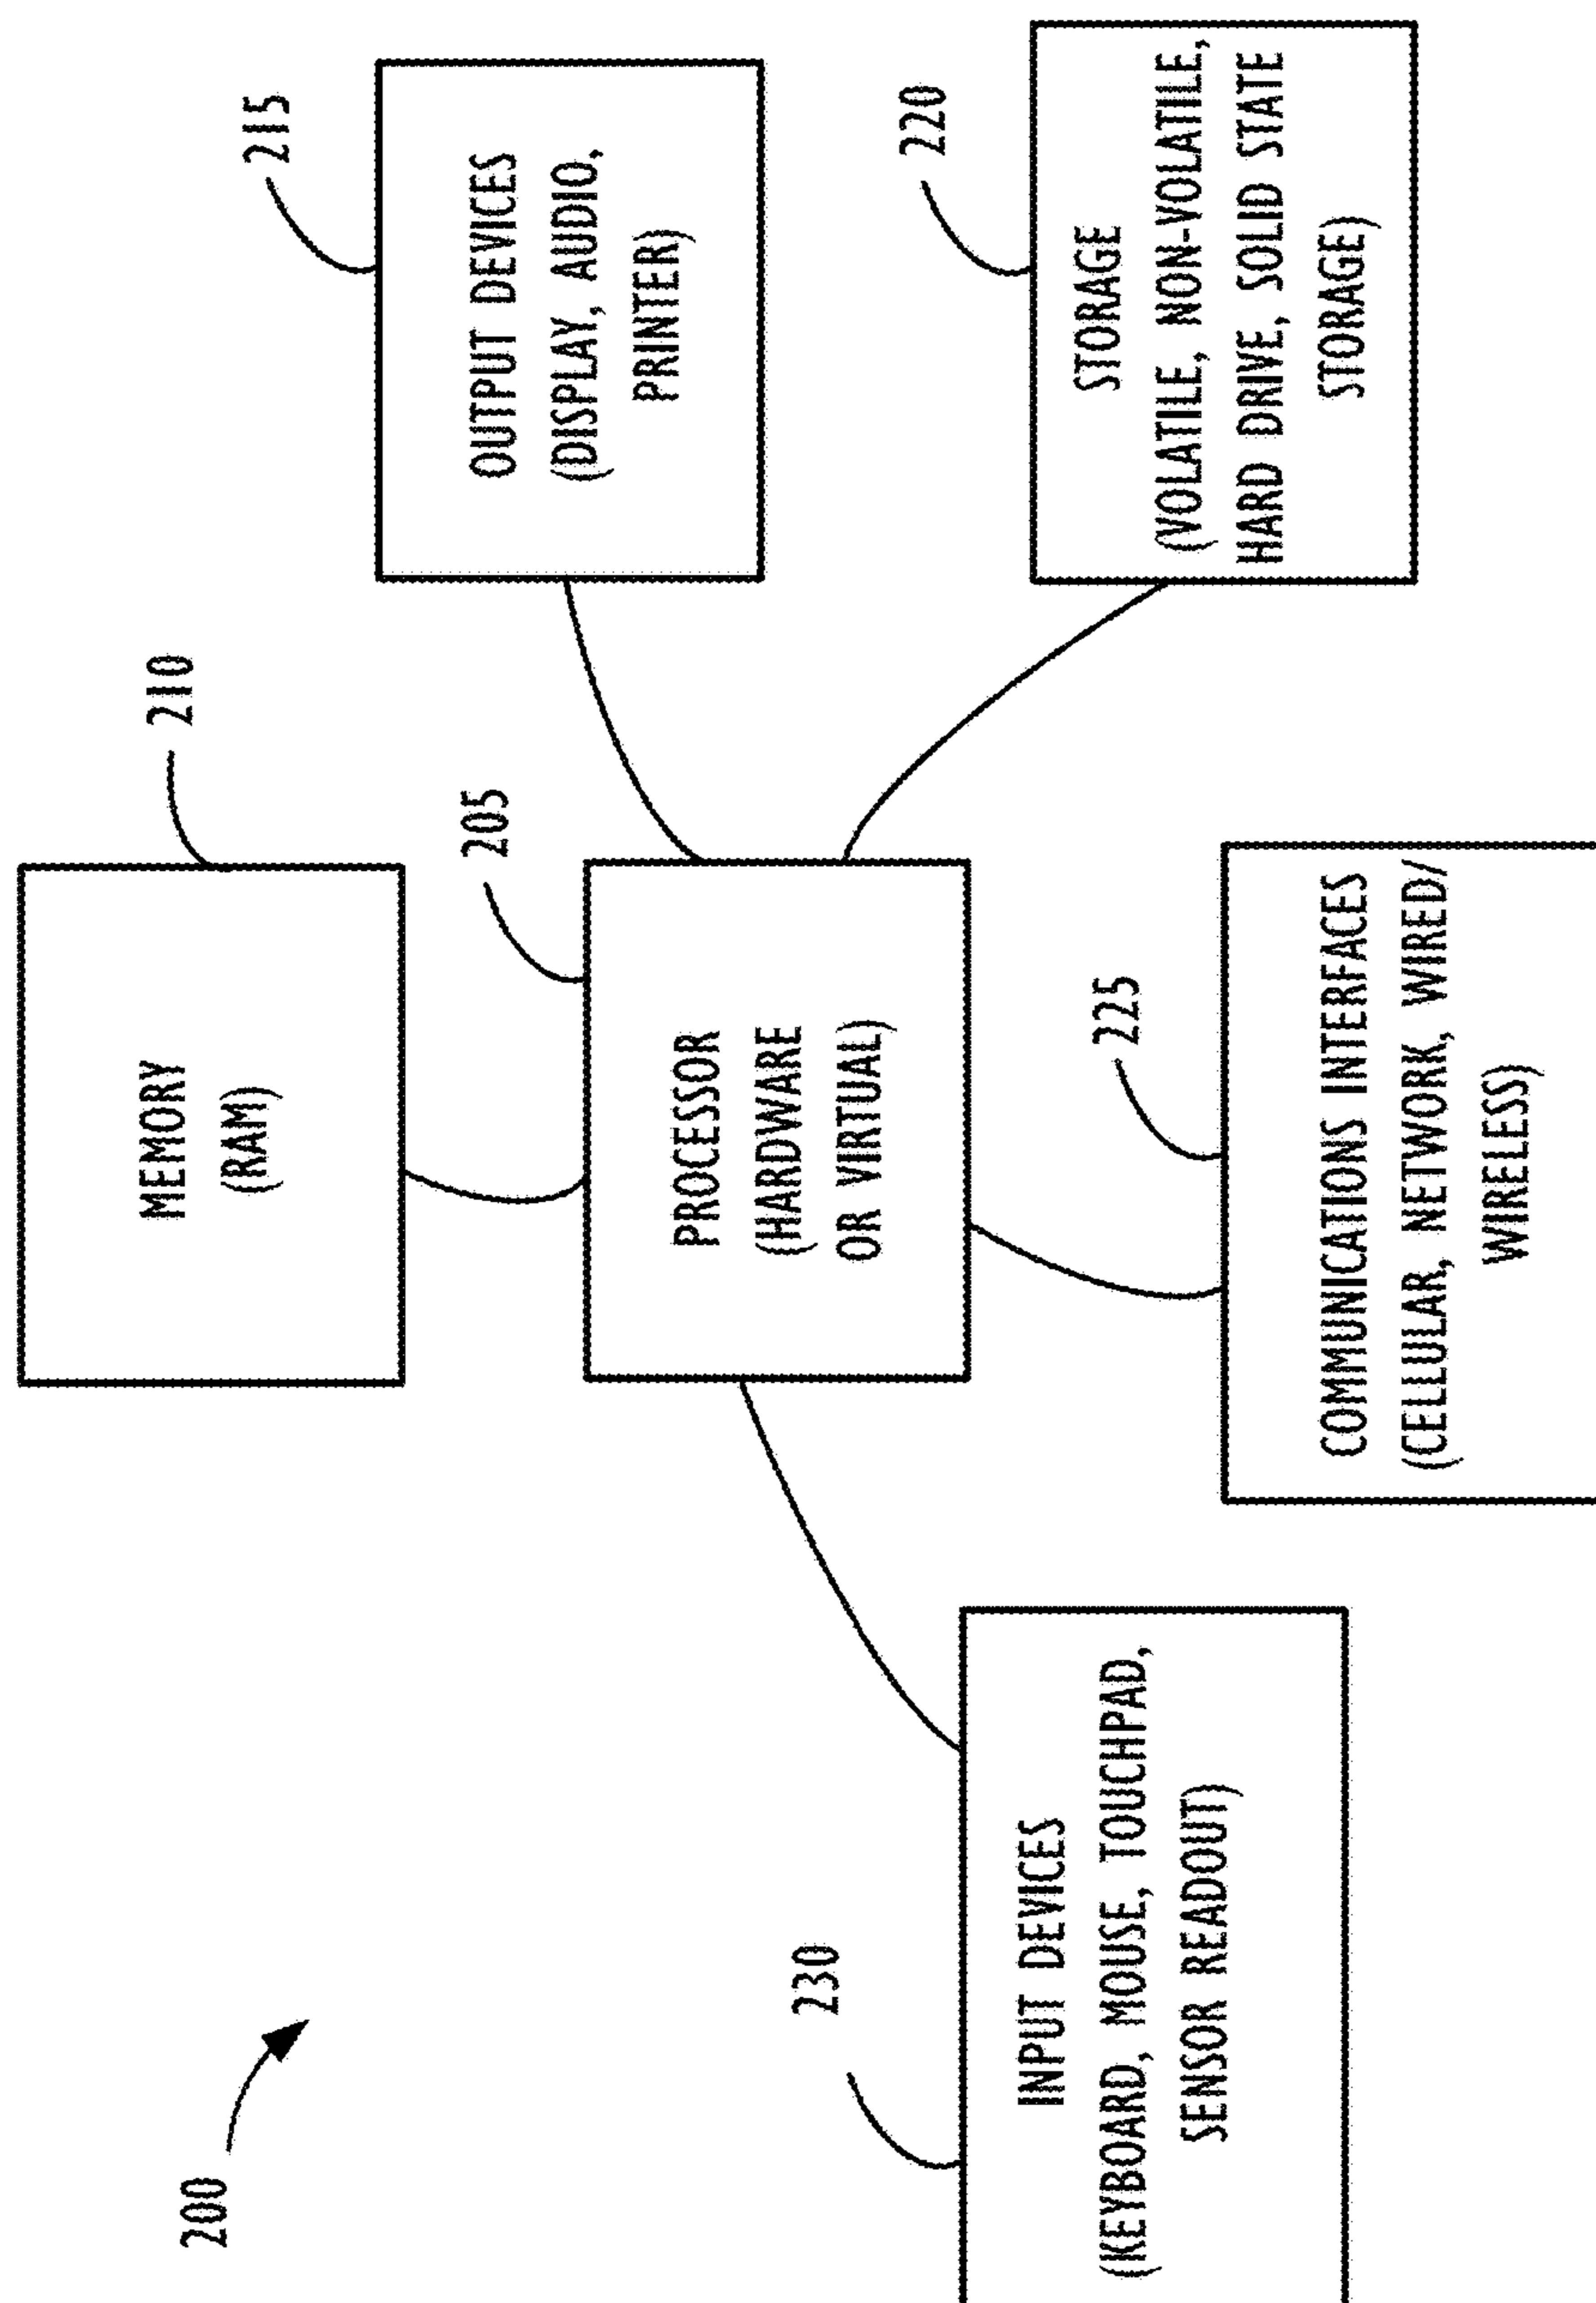 200
210
MEMORY
(RAM)
215
OUTPUT DEVICES
(DISPLAY, AUDIO,
PRINTER)
205
PROCESSOR
(HARDWARE
OR VIRTUAL)
220
STORAGE
(VOLATILE, NON-VOLATILE,
HARD DRIVE, SOLID STATE
STORAGE)
230
INPUT DEVICES
(KEYBOARD, MOUSE, TOUCHPAD,
SENSOR READOUT)
225
COMMUNICATIONS INTERFACES
(CELLULAR, NETWORK, WIRED/
WIRELESS)